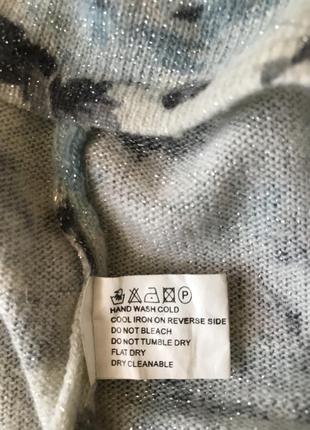 P
HAND WASH COLD
COOL IRON ON REVERSE SIDE
DO NOT BLEACH
DO NOT TUMBLE DRY
FLAT DRY
DRY CLEANABLE